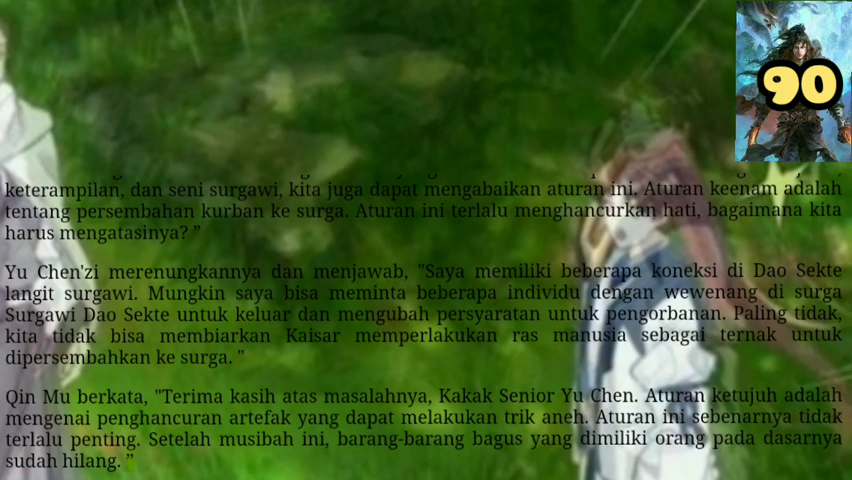 90
keterampilan, dan seni surgawi, kita juga dapat mengabaikan aturan ini. Aturan keenam adalah
tentang persembahan kurban ke surga. Aturan ini terlalu menghancurkan hati, bagaimana kita
harus mengatasinya? ”
Yu Chen'zi merenungkannya dan menjawab, "Saya memiliki beberapa koneksi di Dao Sekte
langit surgawi. Mungkin saya bisa meminta beberapa individu dengan wewenang di surga
Surgawi Dao Sekte untuk keluar dan mengubah persyaratan untuk pengorbanan. Paling tidak,
kita tidak bisa membiarkan Kaisar memperlakukan ras manusia sebagai ternak untuk
dipersembahkan ke surga. "
Qin Mu berkata, "Terima kasih atas masalahnya, Kakak Senior Yu Chen. Aturan ketujuh adalah
mengenai penghancuran artefak yang dapat melakukan trik aneh. Aturan ini sebenarnya tidak
terlalu penting. Setelah musibah ini, barang-barang bagus yang dimiliki orang pada dasarnya
sudah hilang. ”